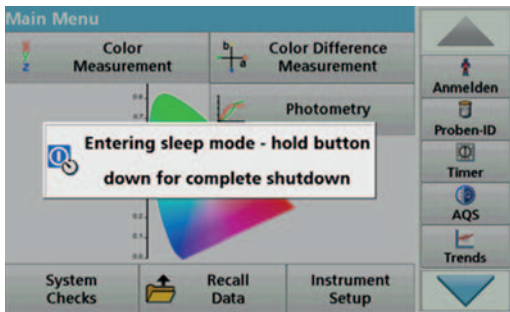 Main Menu
Color
Measurement
b
a
Color Difference
Measurement
Photometry
Entering sleep mode - hold button
down for complete shutdown
System
Checks
Recall
Data
Instrument
Setup
Anmelden
Proben-ID
Timer
AQS
Trends